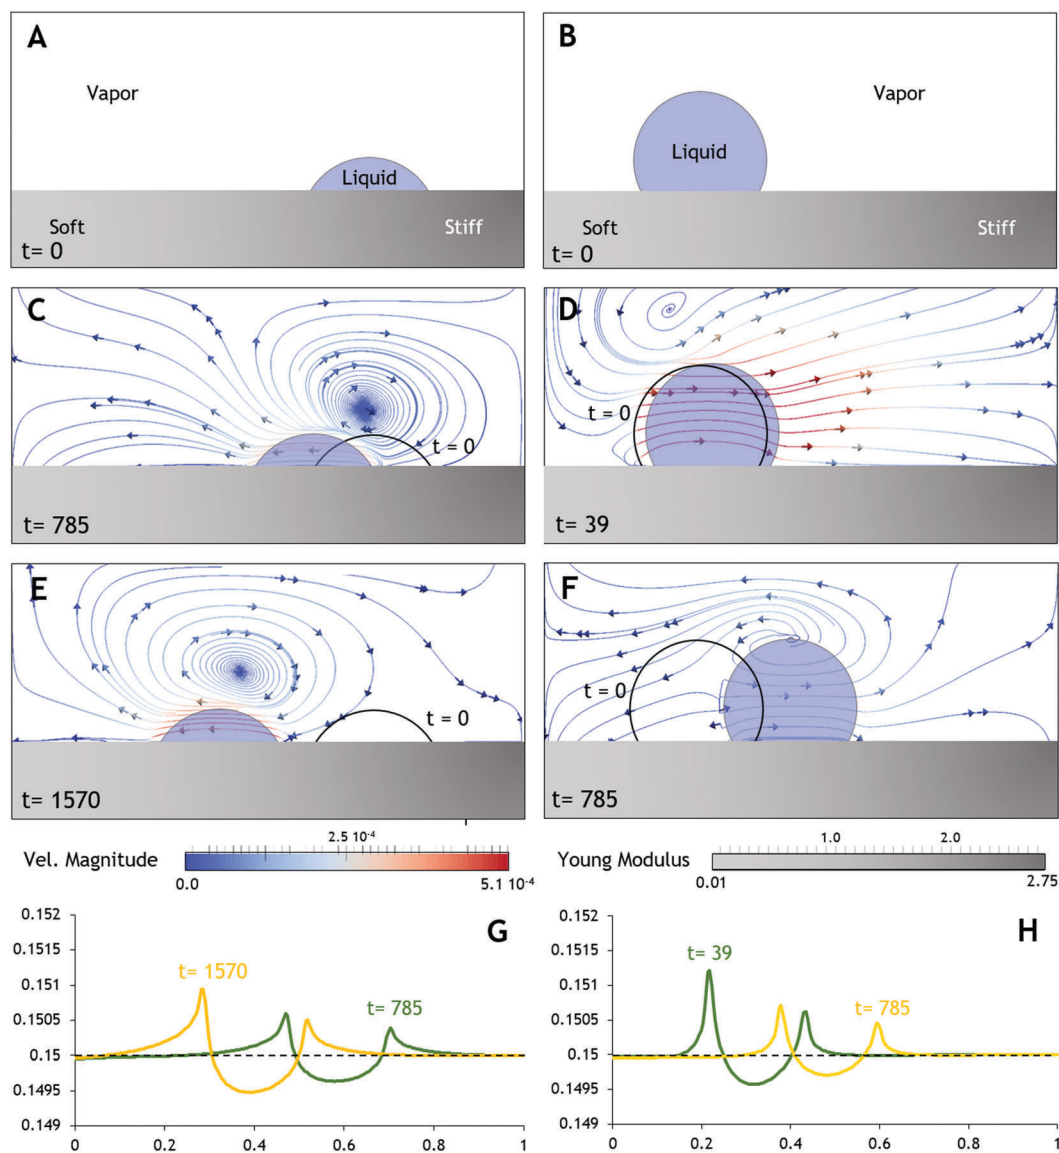 A
Vapor
Liquid
Soft
Stiff
t= 0
B
Vapor
Liquid
Soft
Stiff
t= 0
C
t= 0
t= 785
D
t= 0
t= 39
E
t= 0
t= 1570
F
t= 0
t= 785
Vel. Magnitude
2.5 10-4
0.0
5.1 10-4
Young Modulus
1.0 2.0
0.01
2.75
G
0.152
0.1515
0.151
0.1505
0.15
0.1495
0.149
t= 1570
t= 785
0 0.2 0.4 0.6 0.8 1
H
0.152
0.1515
0.151
0.1505
0.15
0.1495
0.149
t= 39
t= 785
0 0.2 0.4 0.6 0.8 1